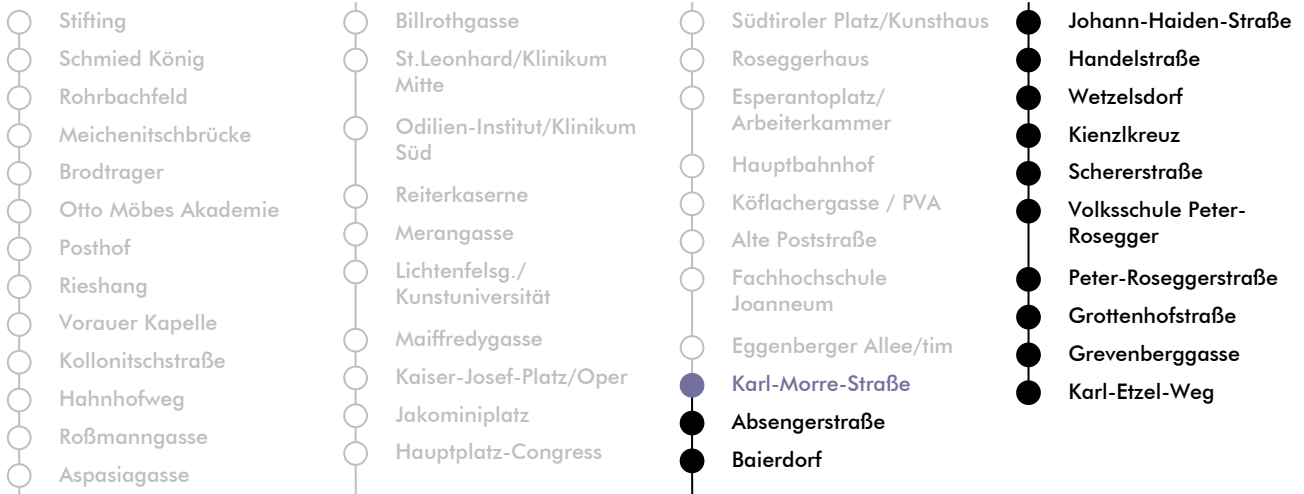 Stifting
Schmied König
Rohrbachfeld
Meichenitschbrücke
Brodtrager
Otto Möbes Akademie
Posthof
Rieshang
Vorauer Kapelle
Kollonitschstraße
Hahnhofweg
Roßmanngasse
Aspasiagasse
Billrothgasse
St.Leonhard/Klinikum
Mitte
Odilien-Institut/Klinikum
Süd
Reiterkaserne
Merangasse
Lichtenfelsg./
Kunstuniversität
Maiffredygasse
Kaiser-Josef-Platz/Oper
Jakominiplatz
Hauptplatz-Congress
Südtiroler Platz/Kunsthaus
Roseggerhaus
Esperantoplatz/
Arbeiterkammer
Hauptbahnhof
Köflachergasse / PVA
Alte Poststraße
Fachhochschule
Joanneum
Eggenberger Allee/tim
Karl-Morre-Straße
Absengerstraße
Baierdorf
Johann-Haiden-Straße
Handelstraße
Wetzelsdorf
Kienzlkreuz
Schererstraße
Volksschule Peter-
Rosegger
Peter-Roseggerstraße
Grottenhofstraße
Grevenberggasse
Karl-Etzel-Weg